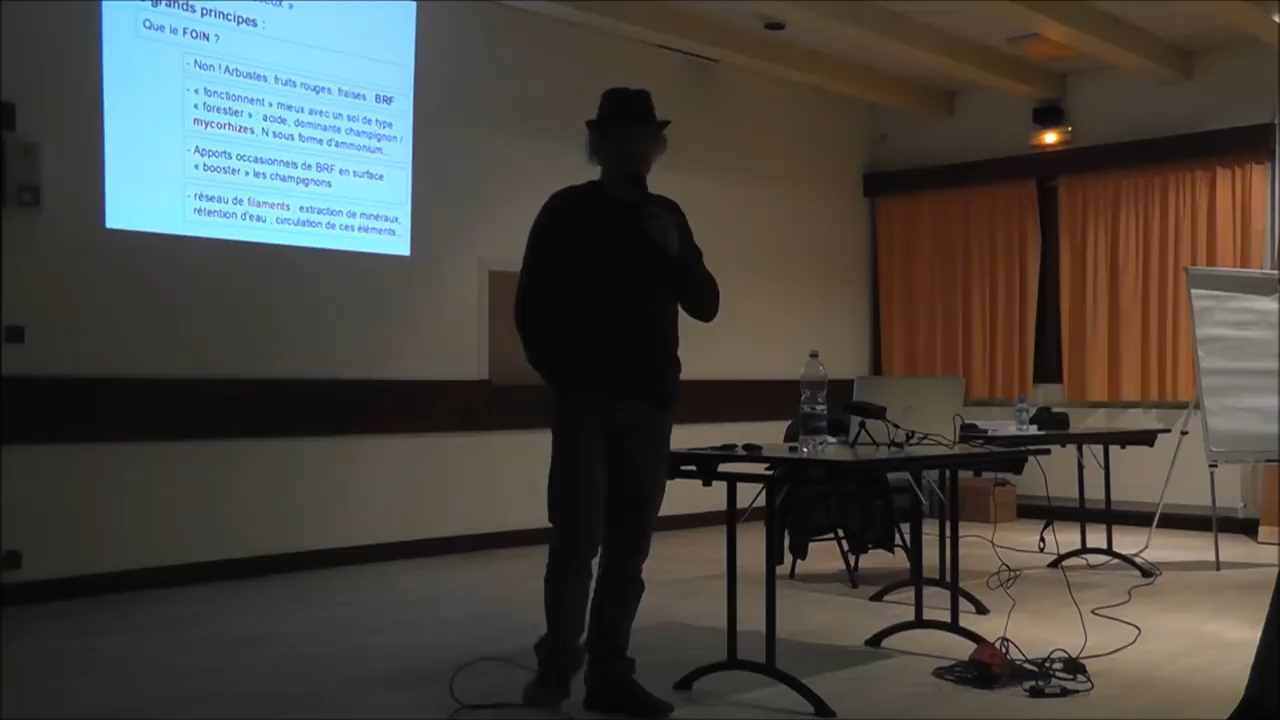 grands principes :
Que le FOIN ?
- Non ! Arbustes, fruits rouges, fraises : BRF
- « fonctionnent » mieux avec un sol de type
« forestier » : acide, dominante champignon /
mycorhizes, N sous forme d'ammonium...
- Apports occasionnels de BRF en surface :
« booster » les champignons
- réseau de filaments : extraction de minéraux,
rétention d'eau ; circulation de ces éléments...